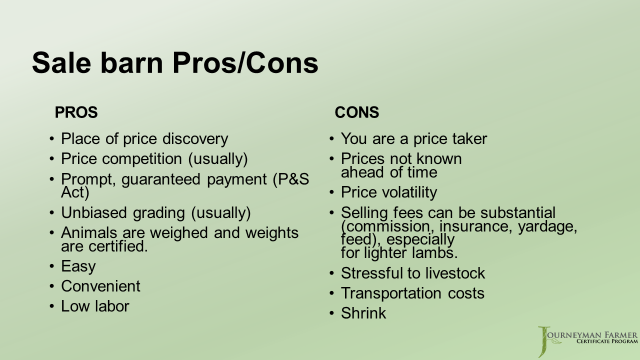 Sale barn Pros/Cons
PROS
• Place of price discovery
• Price competition (usually)
• Prompt, guaranteed payment (P&S
Act)
• Unbiased grading (usually)
• Animals are weighed and weights
are certified.
• Easy
• Convenient
• Low labor
CONS
• You are a price taker
• Prices not known
ahead of time
• Price volatility
• Selling fees can be substantial
(commission, insurance, yardage,
feed), especially
for lighter lambs.
• Stressful to livestock
• Transportation costs
• Shrink
JOURNEYMAN FARMER
CERTIFICATE PROGRAM